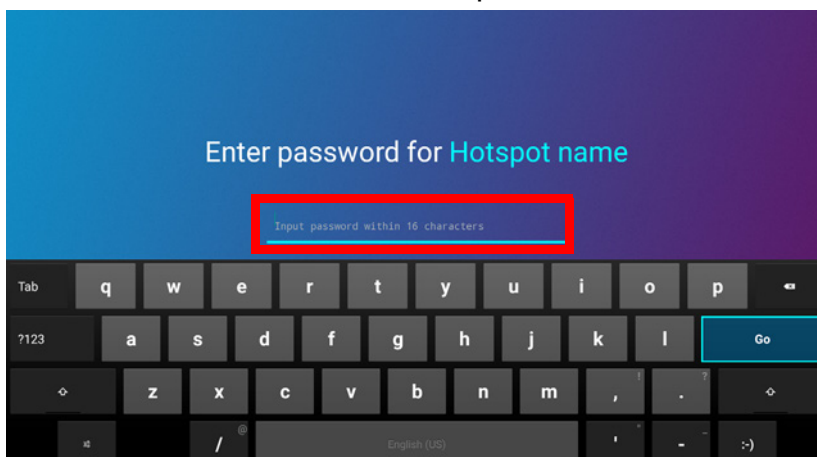 Enter password for Hotspot name
Input password within 16 characters
Tab q w e r t y u i o p
?123 a s d f g h j k l Go
z x c v b n m , ! . ?
/ @ English (US) ' " - _ :-)